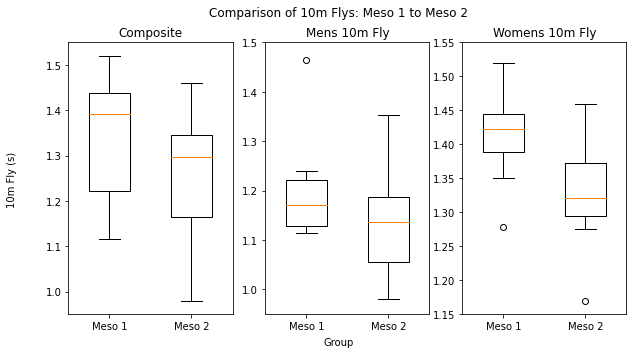 Comparison of 10m Flys: Meso 1 to Meso 2
Composite
Mens 10m Fly
Womens 10m Fly
10m Fly (s)
1.5
1.4
1.3
1.2
1.1
1.0
Meso 1
Meso 2
1.5
1.4
1.3
1.2
1.1
1.0
Meso 1
Meso 2
1.55
1.50
1.45
1.40
1.35
1.30
1.25
1.20
1.15
Meso 1
Meso 2
Group